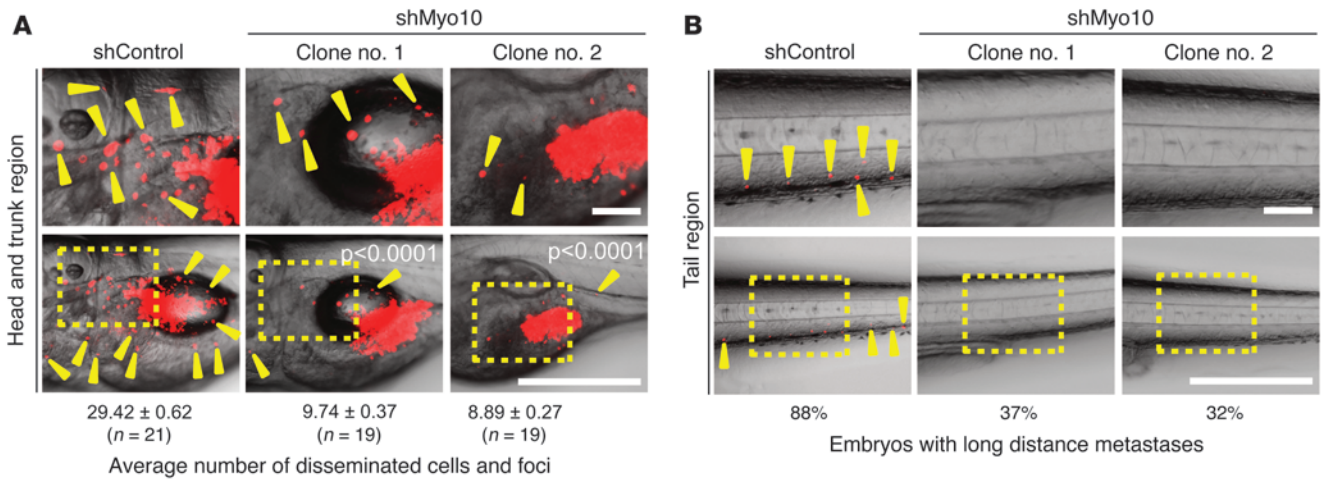 A
shMyo10
shControl
Clone no. 1
Clone no. 2
Head and trunk region
p<0.0001
p<0.0001
29.42 ± 0.62
(n = 21)
9.74 ± 0.37
(n = 19)
8.89 ± 0.27
(n = 19)
Average number of disseminated cells and foci
B
shMyo10
shControl
Clone no. 1
Clone no. 2
Tail region
88%
37%
32%
Embryos with long distance metastases